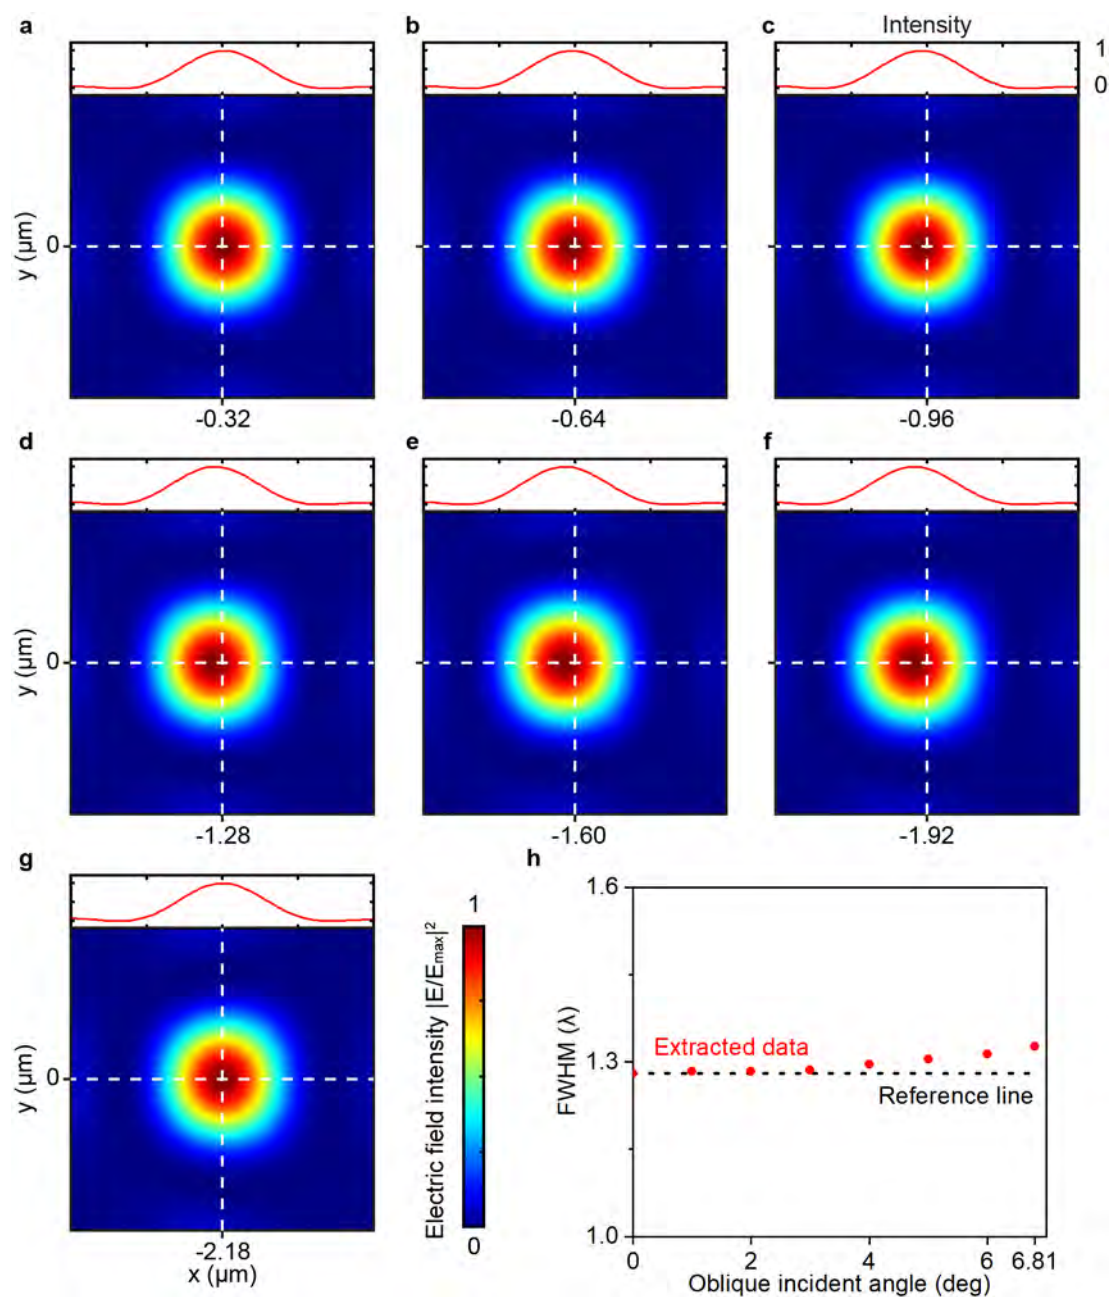 a
b
c
Intensity
1
0
y (µm)
0
-0.32
-0.64
-0.96
d
e
f
y (µm)
0
-1.28
-1.60
-1.92
g
h
y (µm)
0
-2.18
x (µm)
1
Electric field intensity |E/Emax|²
0
1.6
1.3
1.0
FWHM (λ)
Extracted data
Reference line
0
2
4
6
6.81
Oblique incident angle (deg)